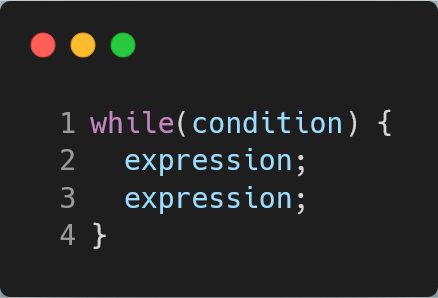 1 while(condition) {
2   expression;
3   expression;
4 }